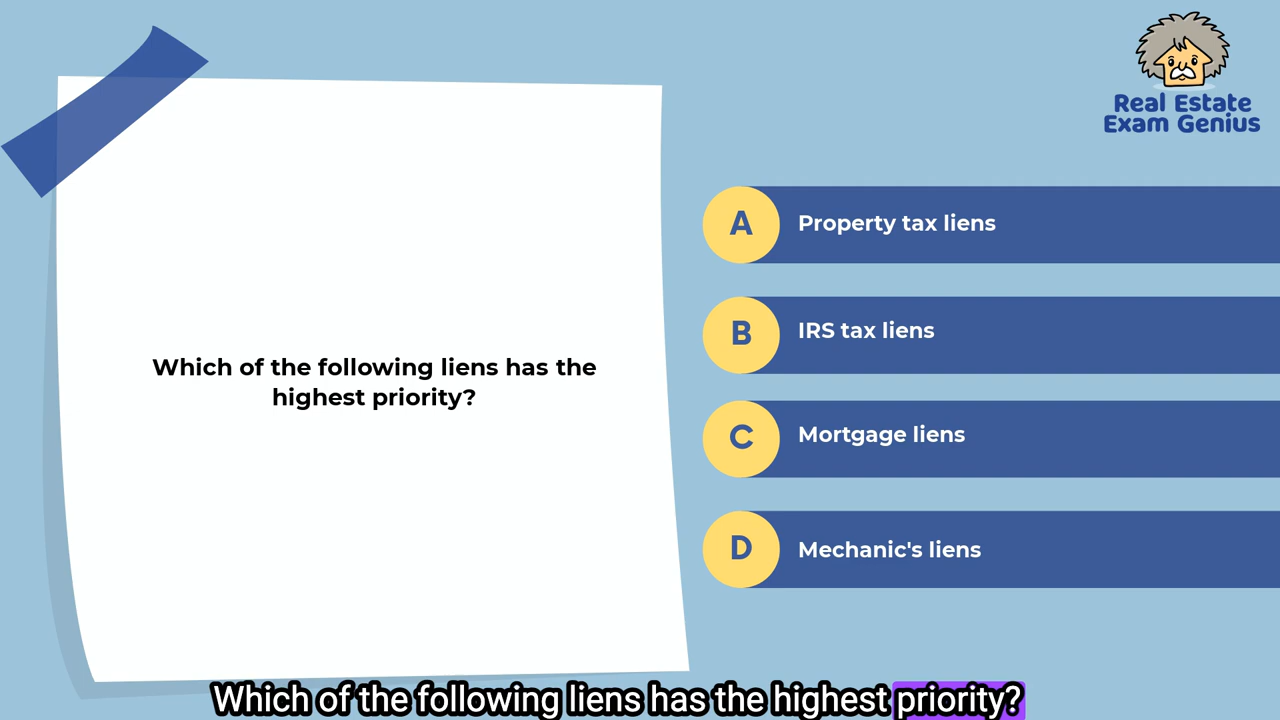 Real Estate
Exam Genius
Which of the following liens has the
highest priority?
A Property tax liens
B IRS tax liens
C Mortgage liens
D Mechanic's liens
Which of the following liens has the highest priority?